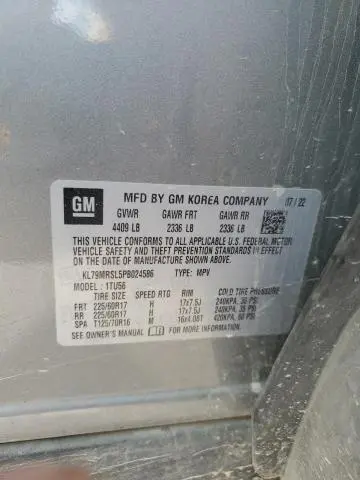 GM
MFD BY GM KOREA COMPANY 07/22
GVWR GAWR FRT GAWR RR
4409 LB 2336 LB 2336 LB
THIS VEHICLE CONFORMS TO ALL APPLICABLE U.S. FEDERAL MOTOR
VEHICLE SAFETY AND THEFT PREVENTION STANDARDS IN EFFECT
ON THE DATE OF MANUFACTURE SHOWN ABOVE.
KL79MRSL5PB024586 TYPE: MPV
MODEL: 1TU56
TIRE SIZE SPEED RTG RIM COLD TIRE PRESSURE
FRT 225/60R17 H 17x7.5J 240KPA, 35 PSI
RR 225/60R17 H 17x7.5J 240KPA, 35 PSI
SPA T125/70R16 M 16x4.0BT 420KPA, 60 PSI
SEE OWNER'S MANUAL FOR MORE INFORMATION.